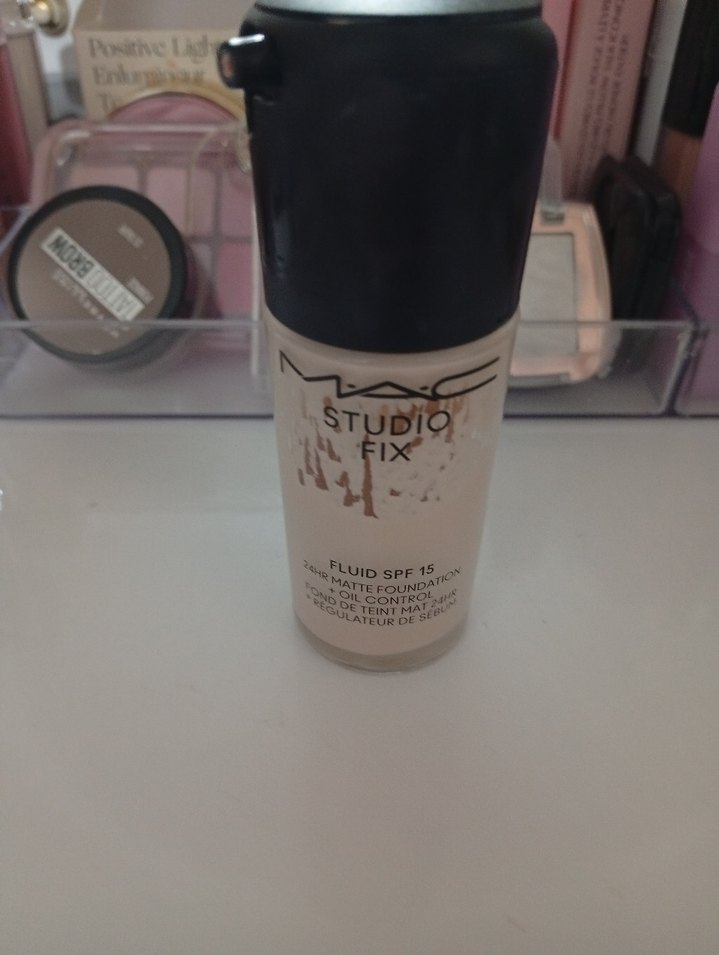 Positive Light
Enlumineur
TATTOO BROW
M·A·C
STUDIO
FIX
FLUID SPF 15
24HR MATTE FOUNDATION
+ OIL CONTROL
FOND DE TEINT MAT 24HR
+ RÉGULATEUR DE SÉBUM